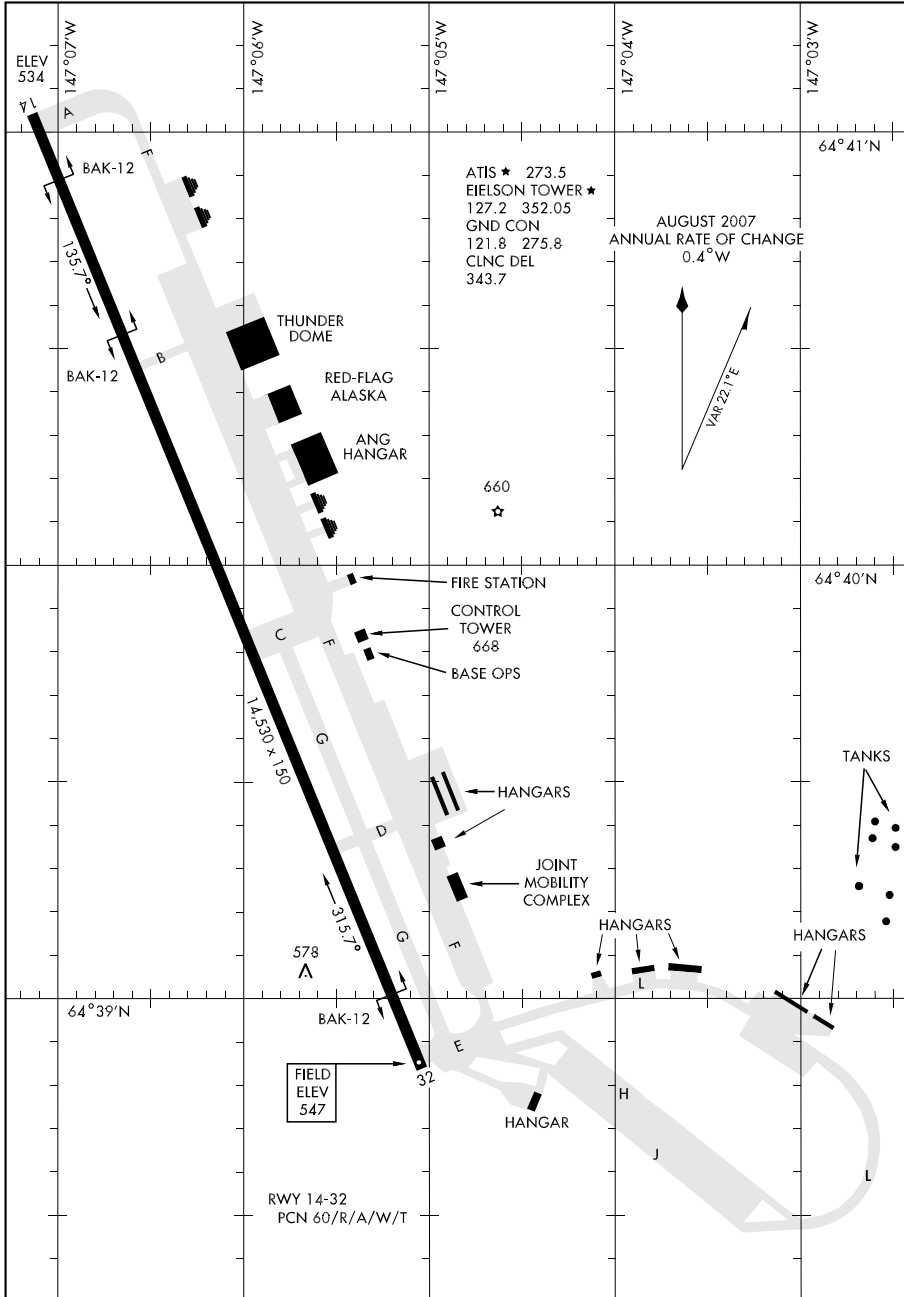 147°07'W
147°06'W
147°05'W
147°04'W
147°03'W
ELEV
534
14
A
F
64°41'N
BAK-12
ATIS ★ 273.5
EIELSON TOWER ★
127.2 352.05
GND CON
121.8 275.8
CLNC DEL
343.7
AUGUST 2007
ANNUAL RATE OF CHANGE
0.4°W
VAR 22.1°E
135.7°
THUNDER
DOME
B
BAK-12
RED-FLAG
ALASKA
ANG
HANGAR
660
64°40'N
FIRE STATION
CONTROL
TOWER
668
C
F
BASE OPS
14,530 x 150
G
TANKS
HANGARS
D
JOINT
MOBILITY
COMPLEX
315.7°
G
F
578
HANGARS
L
HANGARS
64°39'N
BAK-12
E
32
FIELD
ELEV
547
H
HANGAR
J
L
RWY 14-32
PCN 60/R/A/W/T